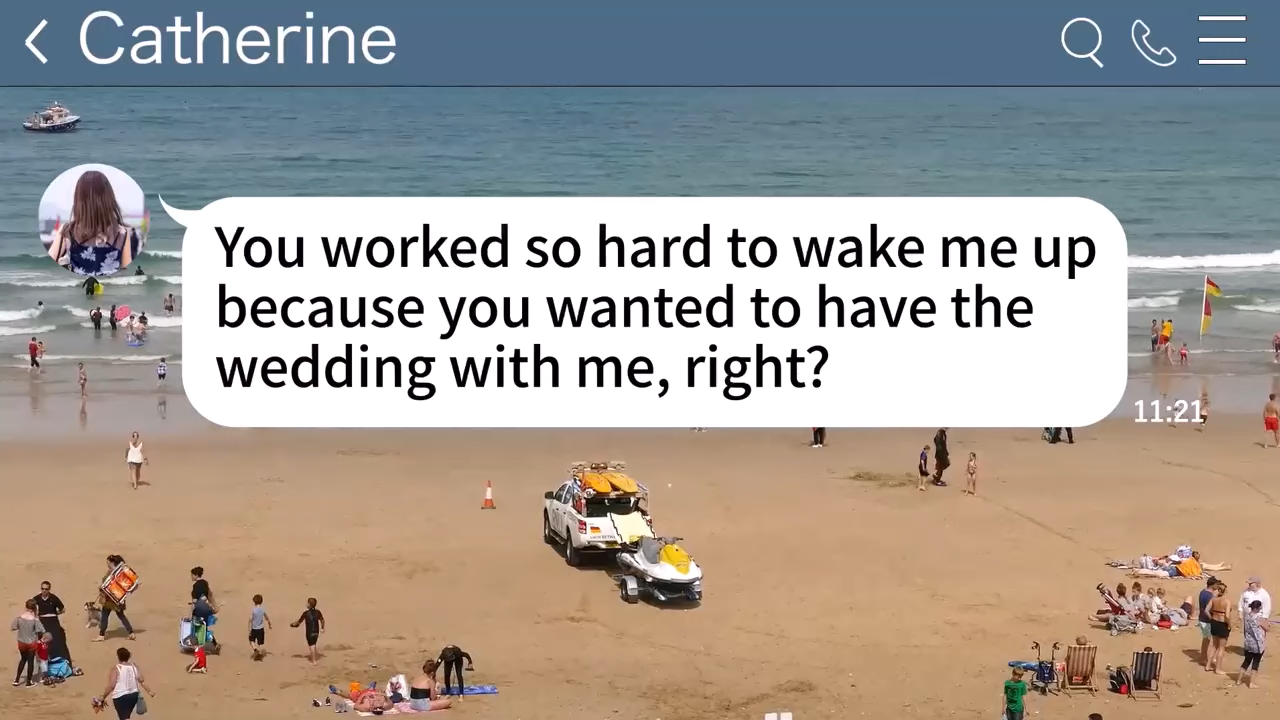 Catherine
You worked so hard to wake me up
because you wanted to have the
wedding with me, right?
11:21